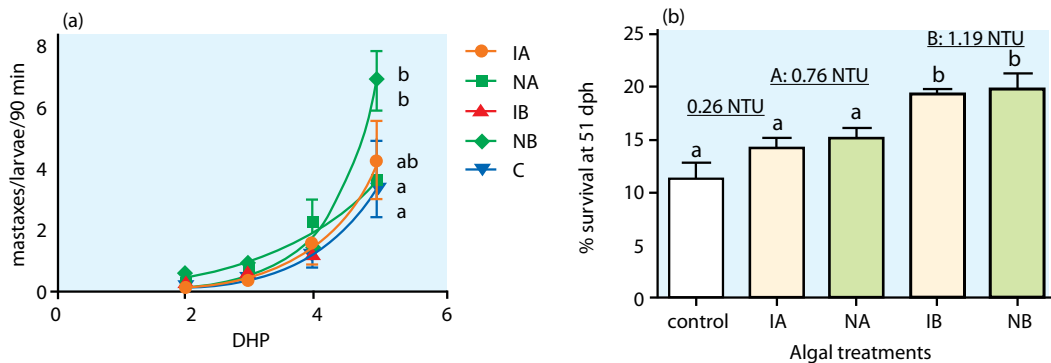 (a)
mastaxes/larvae/90 min
8
6
4
2
0
0 2 4 6
DHP
b
b
ab
a
a
IA
NA
IB
NB
C
(b)
% survival at 51 dph
25
20
15
10
5
0
0.26 NTU
A: 0.76 NTU
B: 1.19 NTU
a
a
a
b
b
control IA NA IB NB
Algal treatments